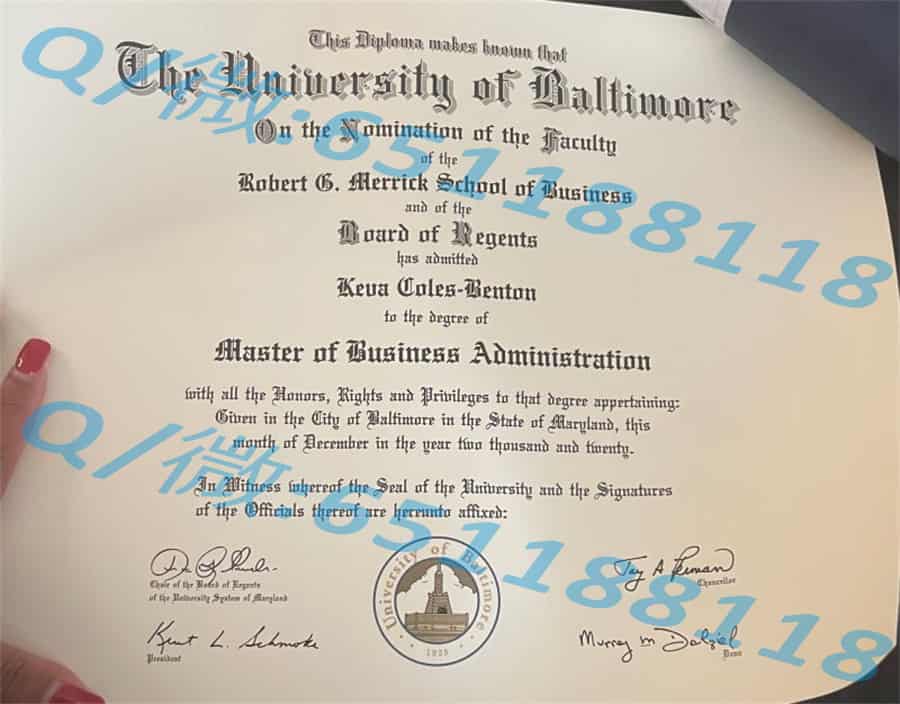 This Diploma makes known that
The University of Baltimore
On the Nomination of the Faculty
of the
Robert G. Merrick School of Business
and of the
Board of Regents
has admitted
Keva Coles-Benton
to the degree of
Master of Business Administration
with all the Honors, Rights and Privileges to that degree appertaining:
Given in the City of Baltimore in the State of Maryland, this
month of December in the year two thousand and twenty.
In Witness whereof the Seal of the University and the Signatures
of the Officials thereof are hereunto affixed:
Chair of the Board of Regents
of the University System of Maryland
Jay A Perman
Chancellor
Kurt L. Schmoke
President
University of Baltimore
1925
Murray M. Dalziel
Dean
Q/微:651188118
Q/微:651188118